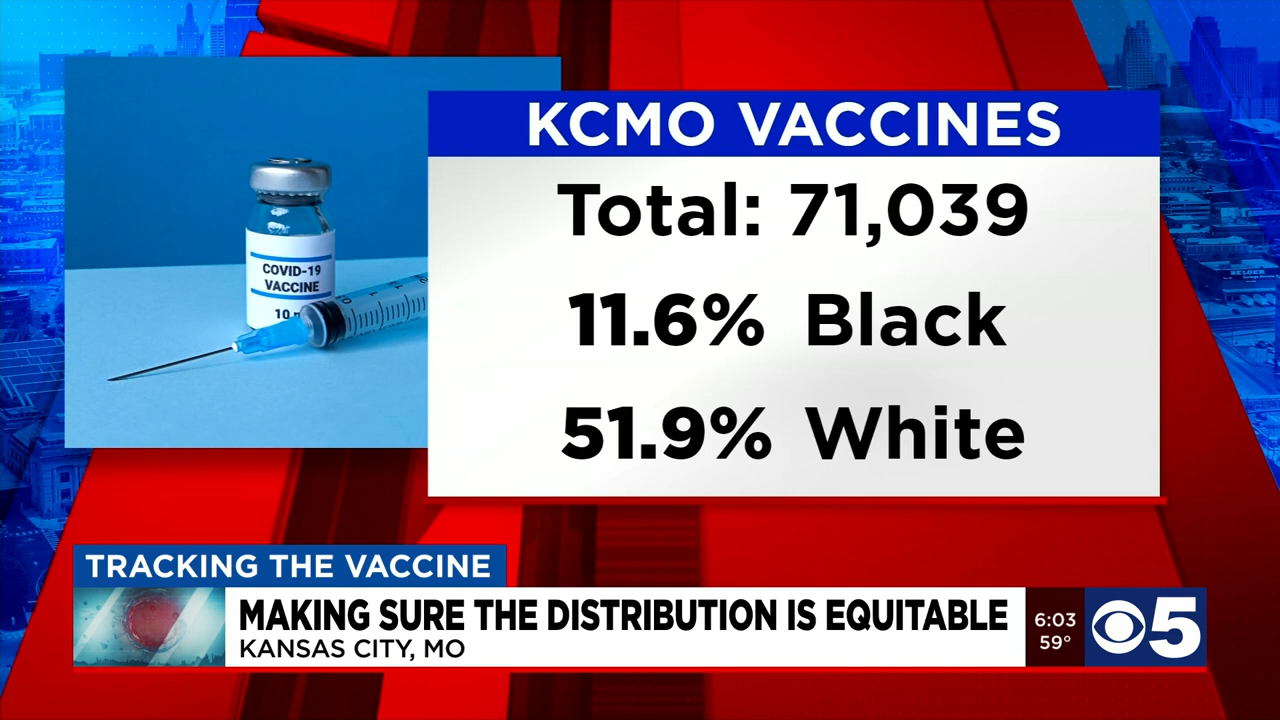 KCMO VACCINES
Total: 71,039
11.6% Black
51.9% White
COVID-19
VACCINE
10
TRACKING THE VACCINE
MAKING SURE THE DISTRIBUTION IS EQUITABLE
KANSAS CITY, MO
6:03
59°
5